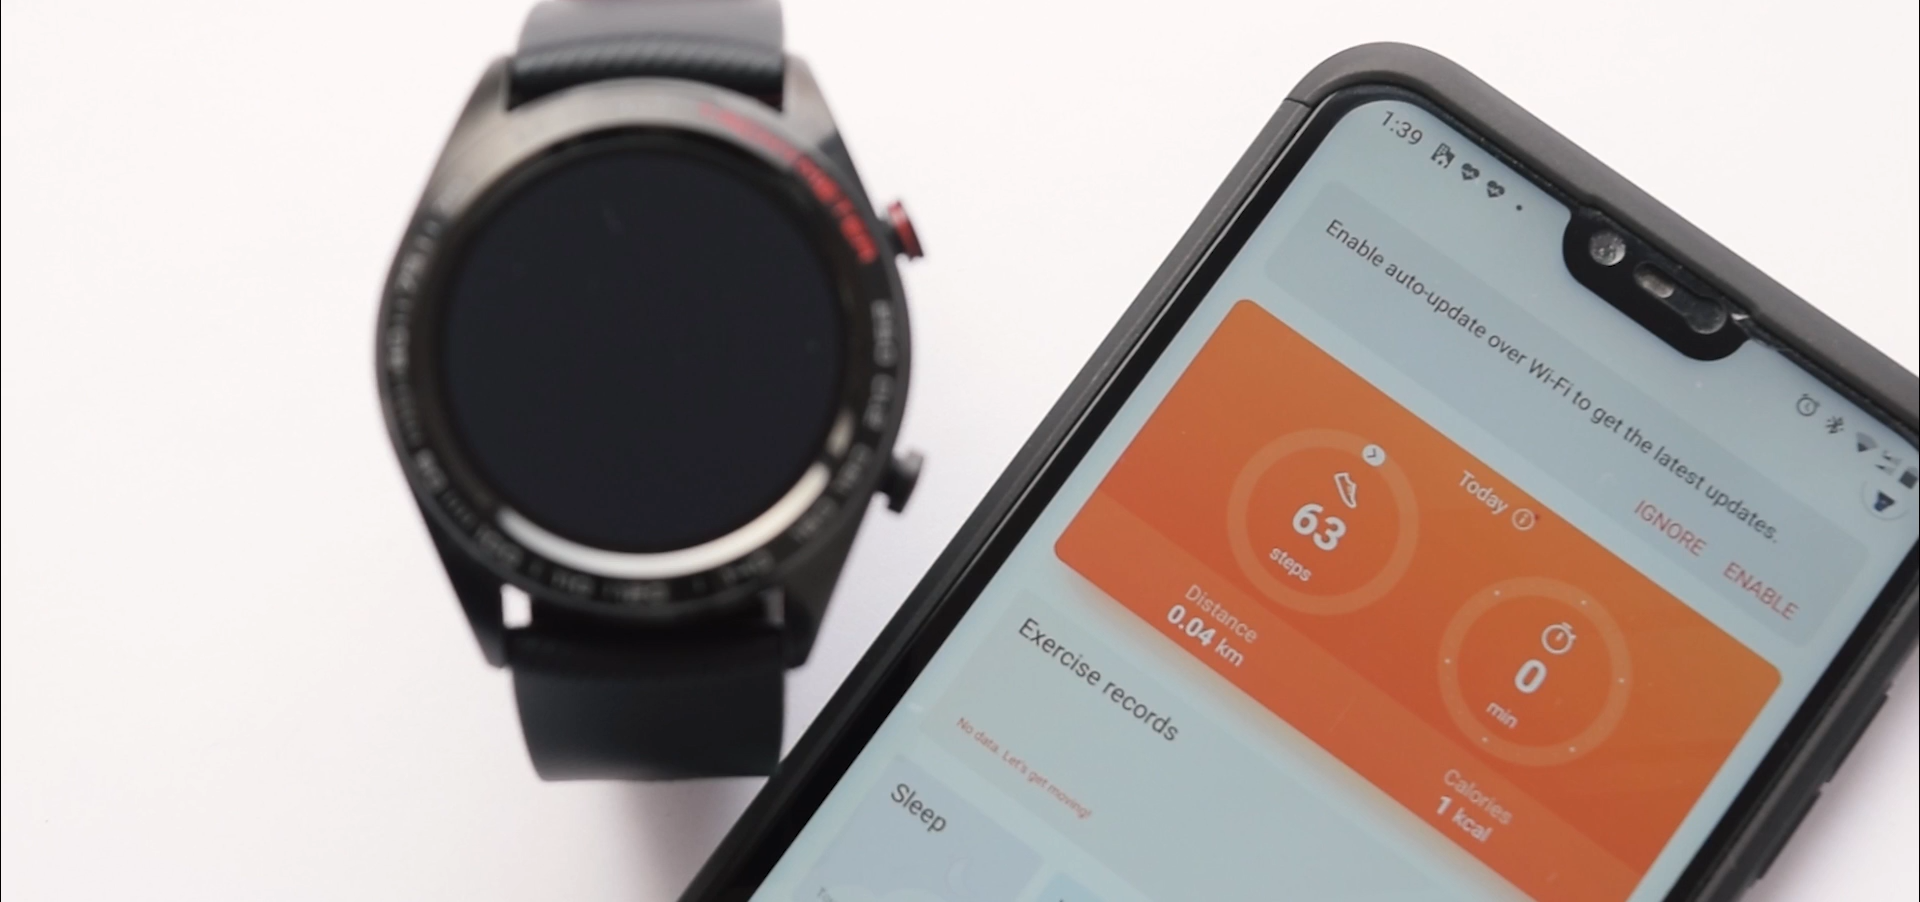 1:39
Enable auto-update over Wi-Fi to get the latest updates.
IGNORE ENABLE
Today
63
steps
0
min
Distance
0.04 km
Calories
1 kcal
Exercise records
No data. Let's get moving!
Sleep